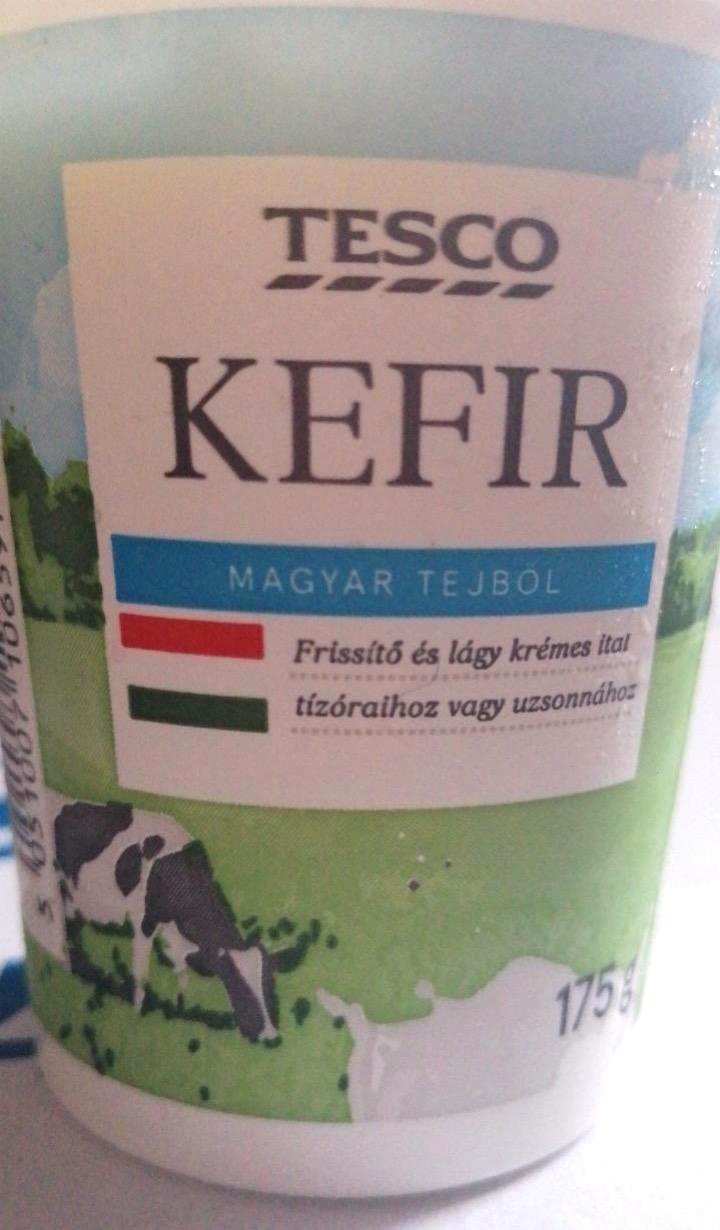 TESCO
KEFIR
MAGYAR TEJBŐL
Frissítő és lágy krémes ital
tízóraihoz vagy uzsonnához
175 g